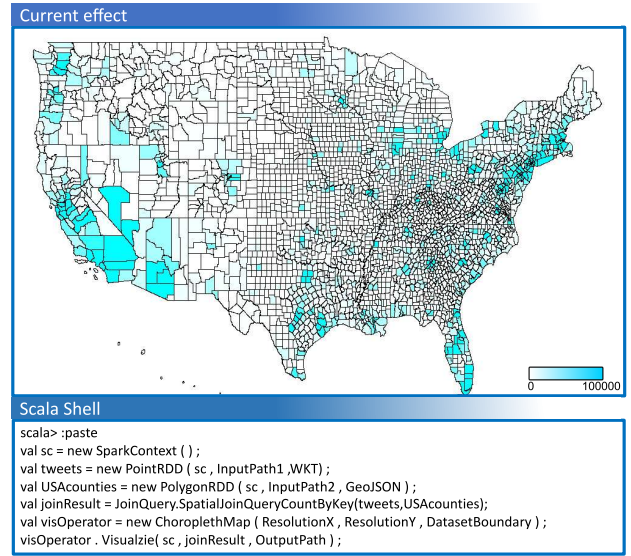 Current effect
0 100000
Scala Shell
scala> :paste
val sc = new SparkContext ( ) ;
val tweets = new PointRDD ( sc , InputPath1 ,WKT) ;
val USAcounties = new PolygonRDD ( sc , InputPath2 , GeoJSON ) ;
val joinResult = JoinQuery.SpatialJoinQueryCountByKey(tweets,USAcounties);
val visOperator = new ChoroplethMap ( ResolutionX , ResolutionY , DatasetBoundary ) ;
visOperator . Visualzie( sc , joinResult , OutputPath ) ;